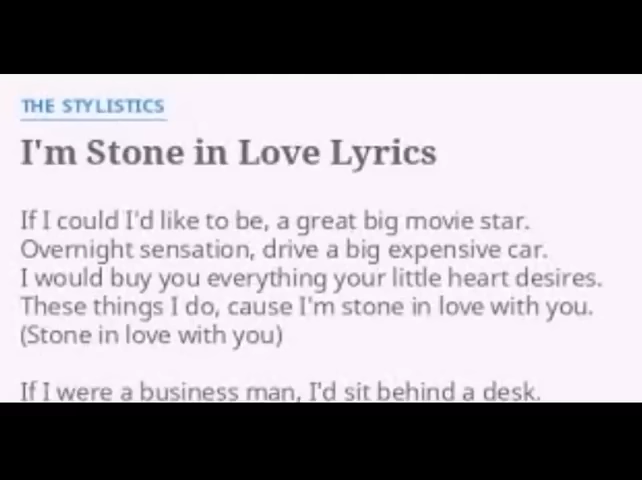 THE STYLISTICS
I'm Stone in Love Lyrics
If I could I'd like to be, a great big movie star.
Overnight sensation, drive a big expensive car.
I would buy you everything your little heart desires.
These things I do, cause I'm stone in love with you.
(Stone in love with you)
If I were a business man, I'd sit behind a desk.